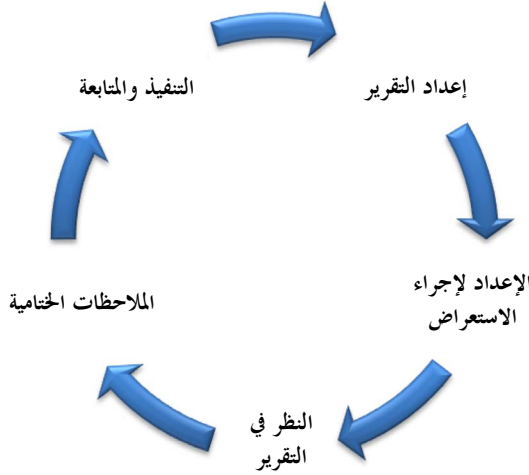 إعداد التقرير
الإعداد لإجراء
الاستعراض
النظر في
التقرير
الملاحظات الختامية
التنفيذ والمتابعة